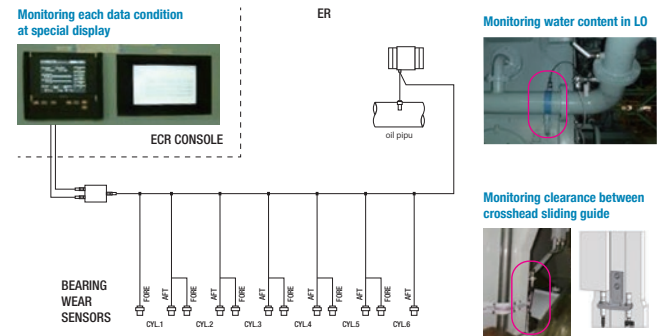 Monitoring each data condition
at special display
ER
Monitoring water content in LO
ECR CONSOLE
oil pipu
Monitoring clearance between
crosshead sliding guide
BEARING
WEAR
SENSORS
FORE
AFT
FORE
AFT
FORE
AFT
FORE
AFT
FORE
AFT
FORE
AFT
CYL.1
CYL.2
CYL.3
CYL.4
CYL.5
CYL.6